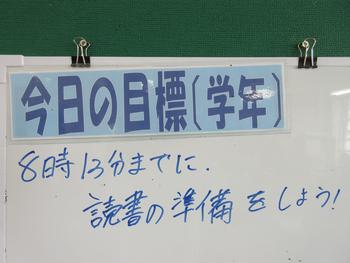 今日の目標(学年)
8時13分までに.
読書の準備をしよう!